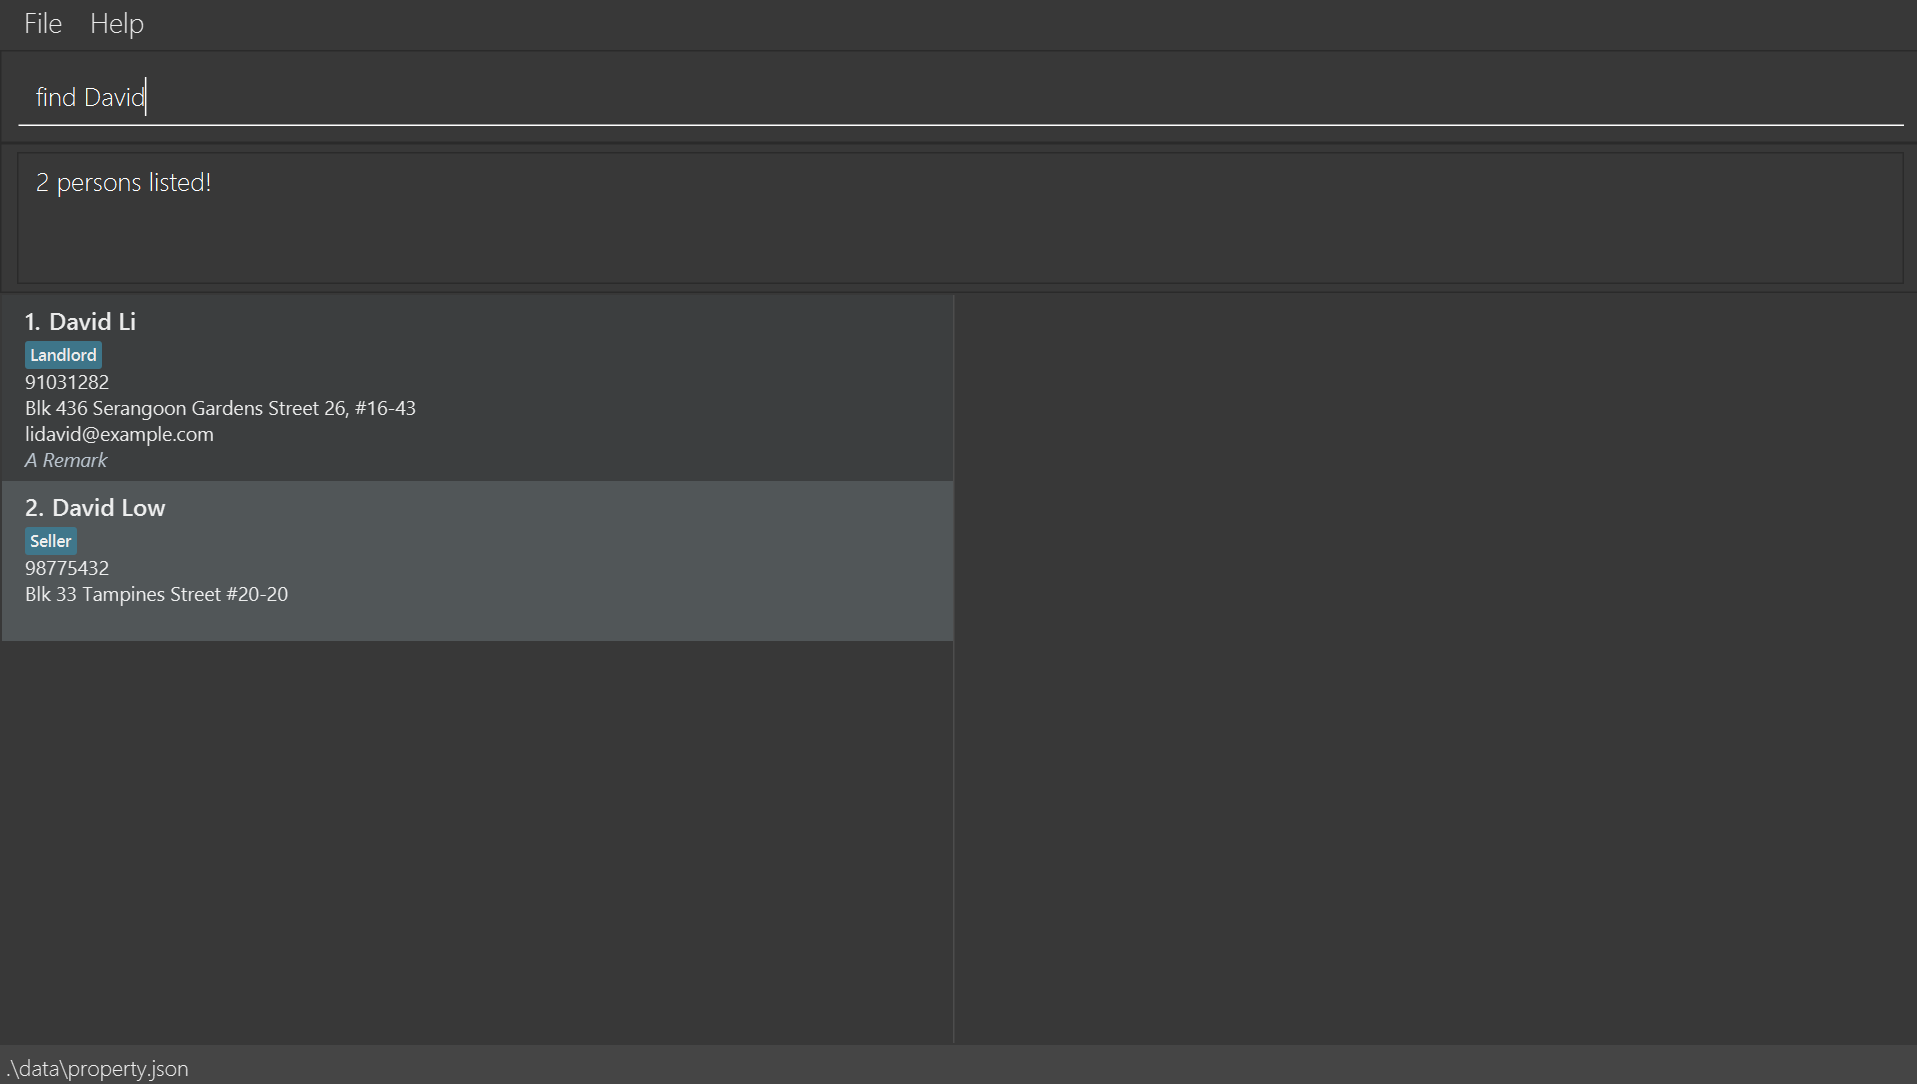 File Help
find David
2 persons listed!
1. David Li
Landlord
91031282
Blk 436 Serangoon Gardens Street 26, #16-43
lidavid@example.com
A Remark
2. David Low
Seller
98775432
Blk 33 Tampines Street #20-20
.\data\property.json